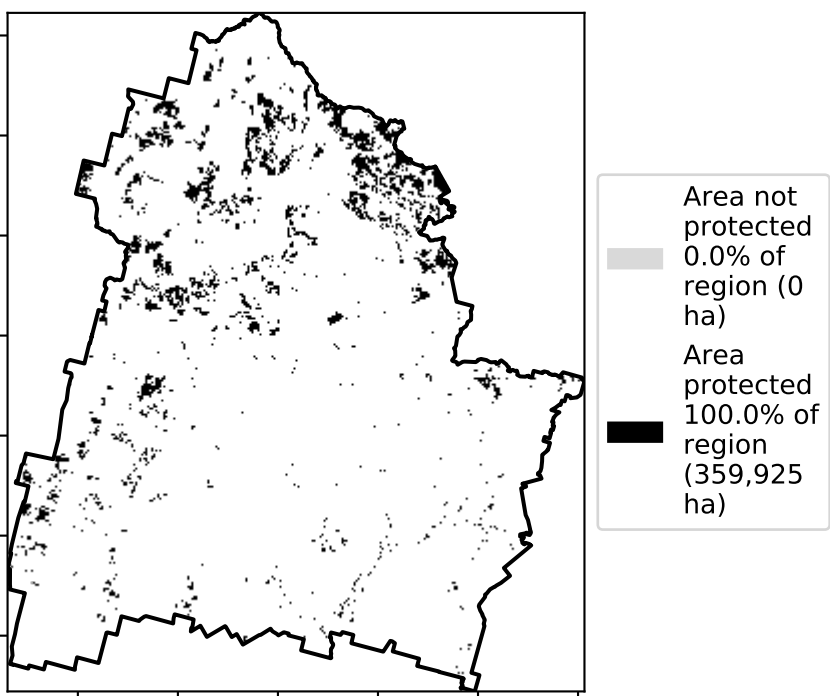 Area not
protected
0.0% of
region (0
ha)
Area
protected
100.0% of
region
(359,925
ha)